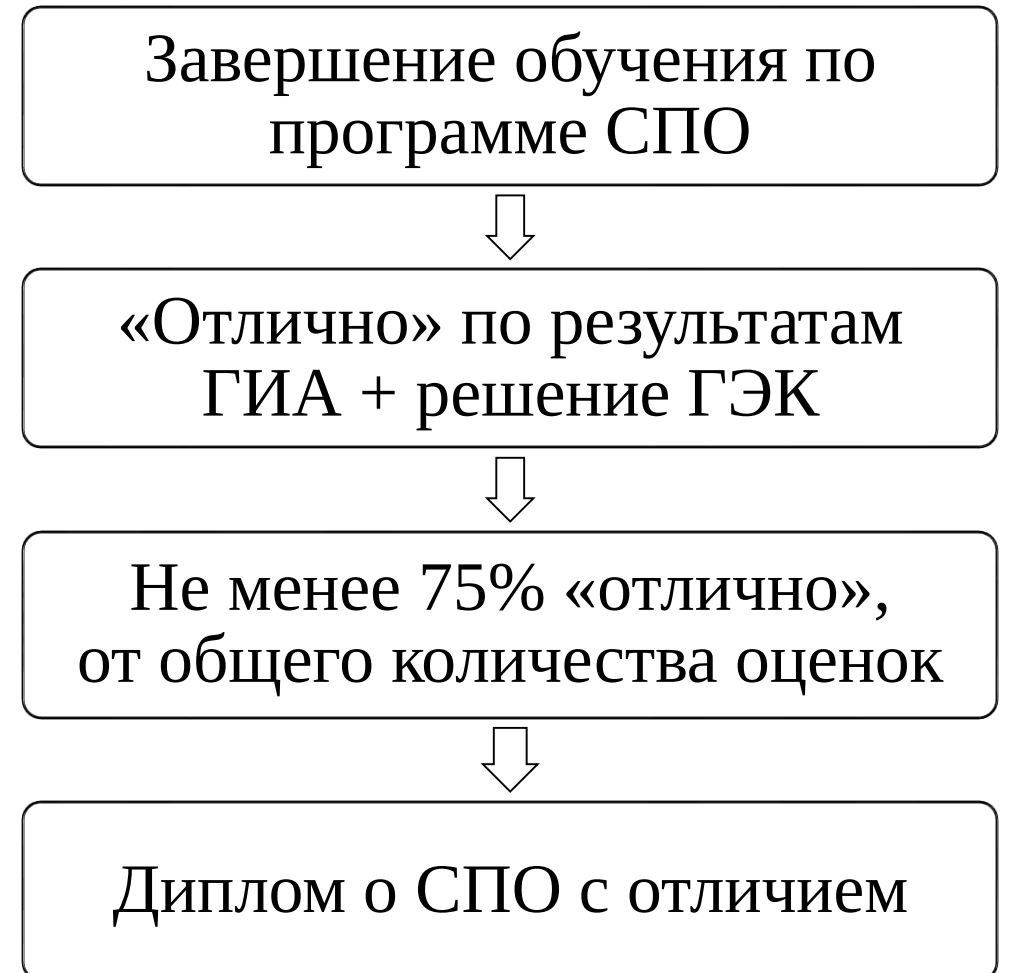 Завершение обучения по
программе СПО
«Отлично» по результатам
ГИА + решение ГЭК
Не менее 75% «отлично»,
от общего количества оценок
Диплом о СПО с отличием